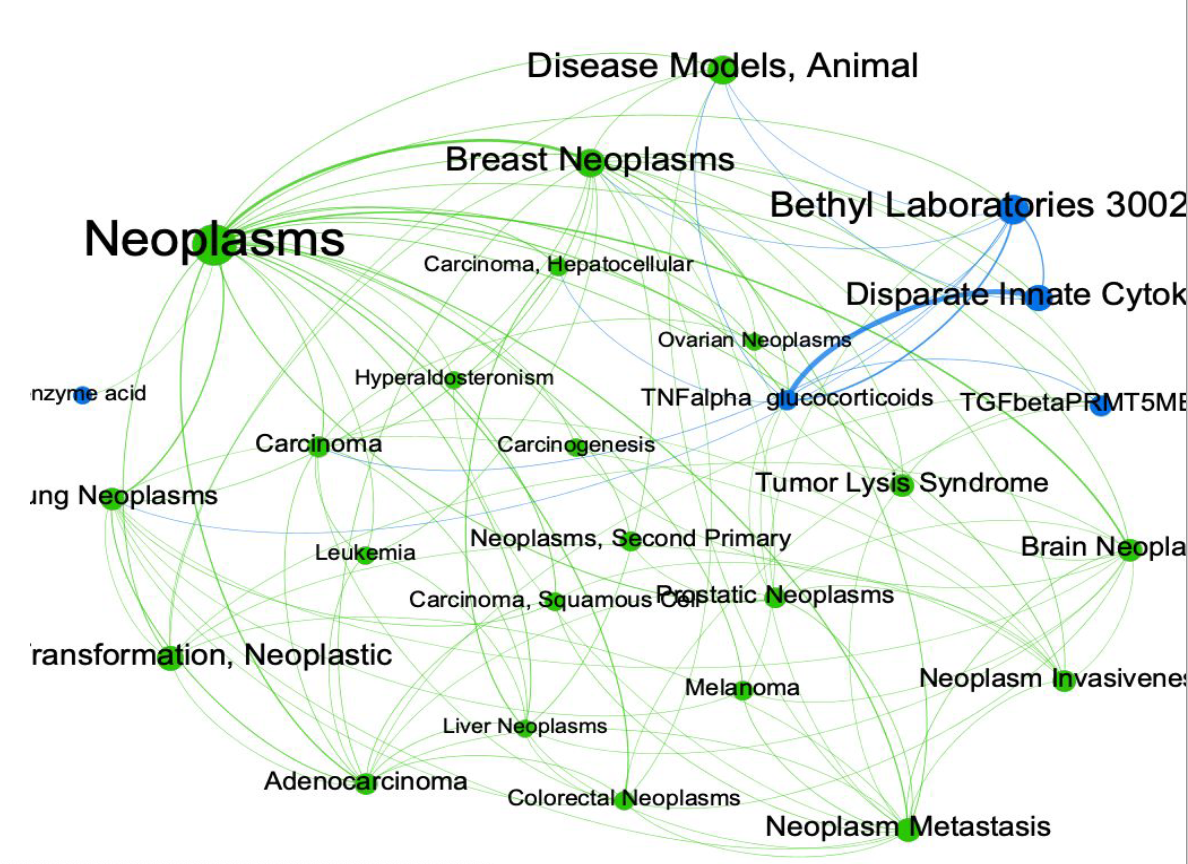 Disease Models, Animal
Breast Neoplasms
Bethyl Laboratories 3002
Neoplasms
Carcinoma, Hepatocellular
Disparate Innate Cytok
Ovarian Neoplasms
Hyperaldosteronism
nzyme acid
TNFalpha glucocorticoids
TGFbetaPRMT5ME
Carcinoma
Carcinogenesis
Tumor Lysis Syndrome
ung Neoplasms
Neoplasms, Second Primary
Brain Neopla
Leukemia
Carcinoma, Squamous Cell
Prostatic Neoplasms
ransformation, Neoplastic
Neoplasm Invasivenes
Melanoma
Liver Neoplasms
Adenocarcinoma
Colorectal Neoplasms
Neoplasm Metastasis